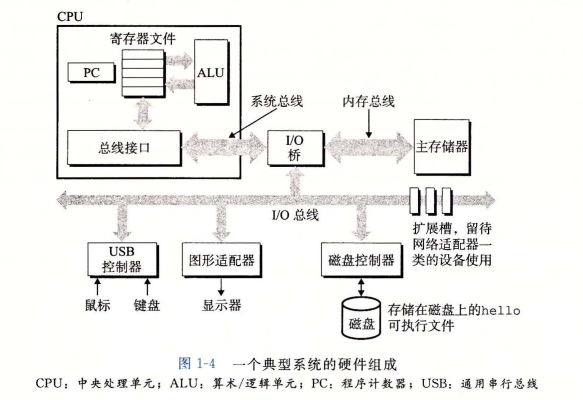 CPU
寄存器文件
PC
ALU
系统总线
内存总线
总线接口
I/O
桥
主存储器
I/O 总线
扩展槽，留待
网络适配器一
类的设备使用
USB
控制器
图形适配器
磁盘控制器
鼠标
键盘
显示器
磁盘
存储在磁盘上的hello
可执行文件
图 1-4 一个典型系统的硬件组成
CPU：中央处理单元；ALU：算术/逻辑单元；PC：程序计数器；USB：通用串行总线